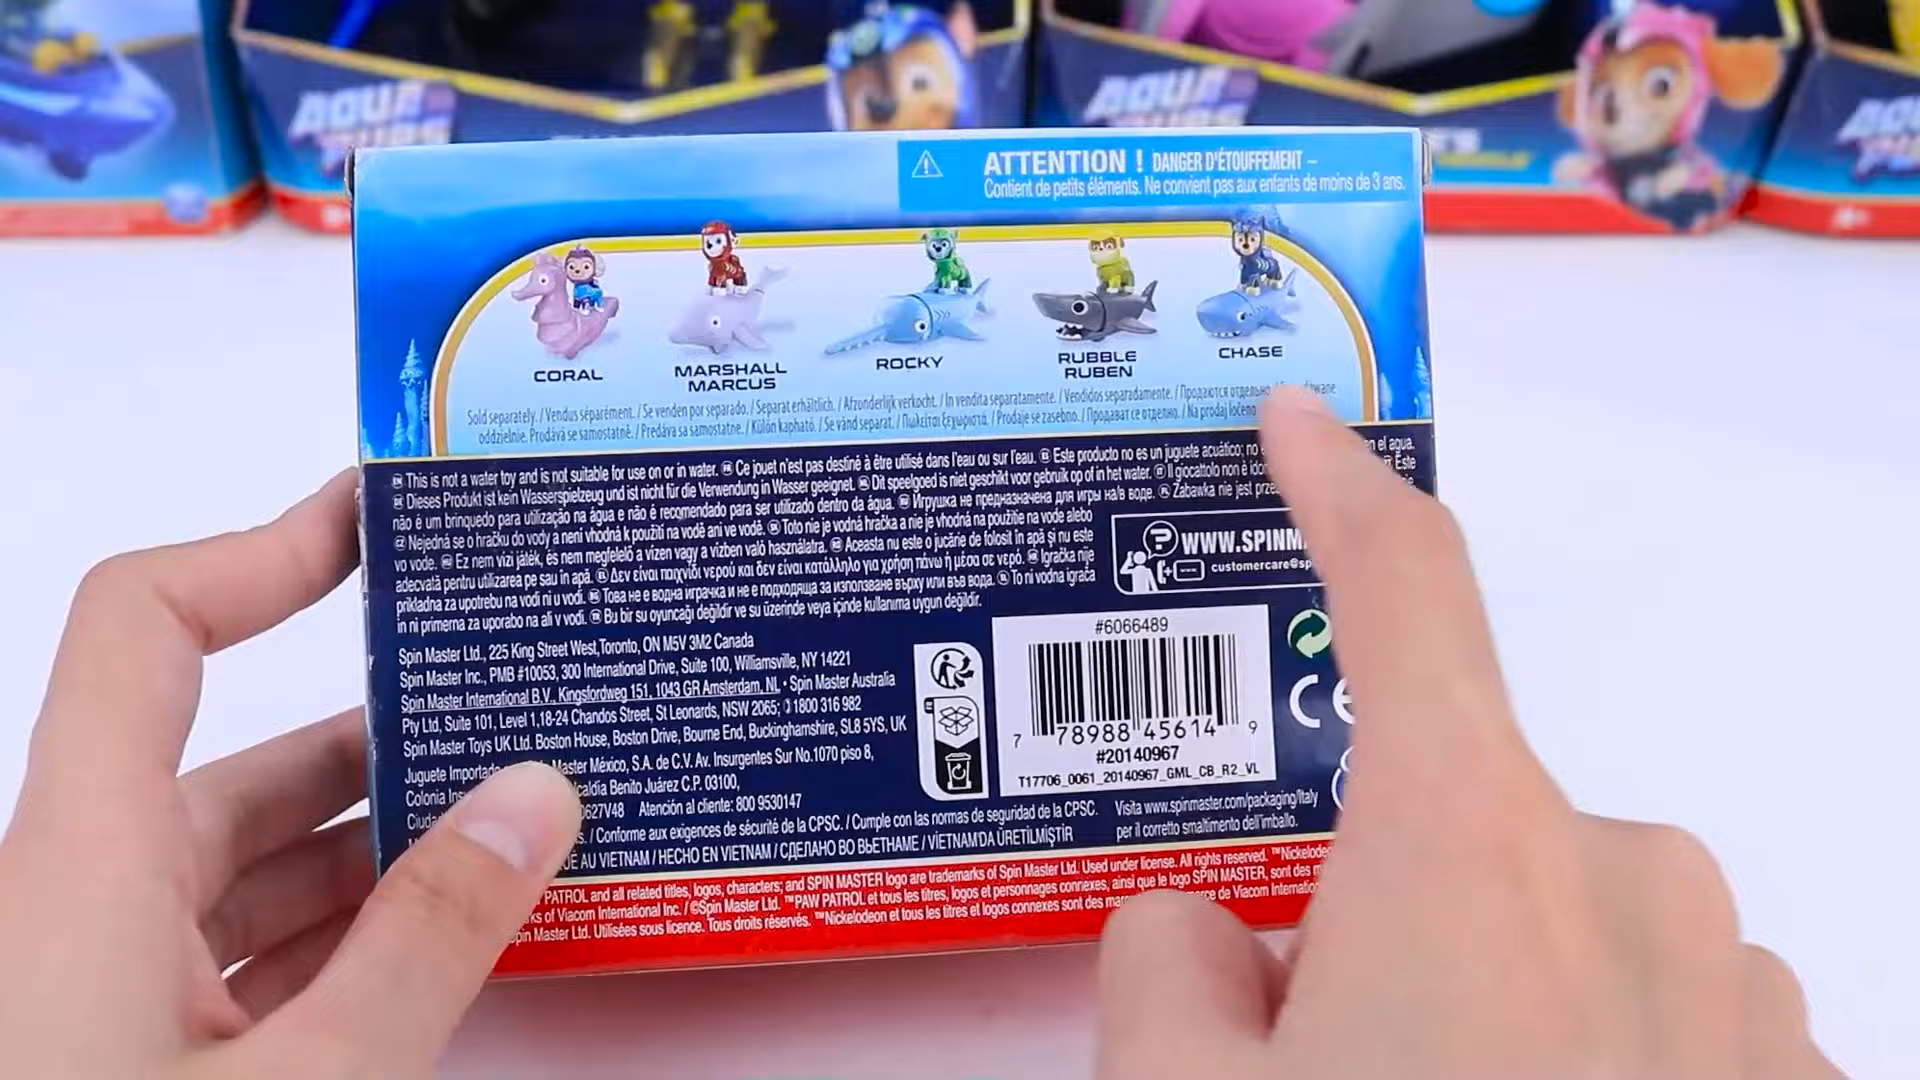 AQUA
PUPS
AQUA
ATTENTION ! DANGER D'ÉTOUFFEMENT –
Contient de petits éléments. Ne convient pas aux enfants de moins de 3 ans.
CORAL
MARSHALL
MARCUS
ROCKY
RUBBLE
RUBEN
CHASE
Sold separately. / Vendus séparément. / Se venden por separado. / Separat erhältlich. / Afzonderlijk verkocht. / In vendita separatamente. / Vendidos separadamente. / Продаются отдельно
oddzielnie. Prodává se samostatně. / Predáva sa samostatne. / Külön kapható. / Se vând separat. / Πωλείται ξεχωριστά. / Prodaje se zasebno. / Продават се отделно. / Na prodaj ločeno
This is not a water toy and is not suitable for use on or in water. Ce jouet n'est pas destiné à être utilisé dans l'eau ou sur l'eau. Este producto no es un juguete acuático; no en el agua.
Dieses Produkt ist kein Wasserspielzeug und ist nicht für die Verwendung in Wasser geeignet. Dit speelgoed is niet geschikt voor gebruik op of in het water. Il giocattolo non è Este
não é um brinquedo para utilização na água e não é recomendado para ser utilizado dentro da água. Игрушка не предназначена для игры на/в воде. Zabawka nie jest
Nejedná se o hračku do vody a není vhodná k použití na vodě ani ve vodě. Toto nie je vodná hračka a nie je vhodná na použitie na vode alebo
vo vode. Ez nem vízi játék, és nem megfelelő a vízen vagy a vízben való használatra. Aceasta nu este o jucărie de folosit în apă și nu este
adecvată pentru utilizarea pe sau în apă. Δεν είναι παιχνίδι νερού και δεν είναι κατάλληλο για χρήση πάνω ή μέσα σε νερό. Igračka nije
prikladna za upotrebu na vodi ni u vodi. Това не е водна играчка и не е подходяща за използване върху или във вода. To ni vodna igrača
in ni primerna za uporabo na ali v vodi. Bu bir su oyuncağı değildir ve su üzerinde veya içinde kullanıma uygun değildir.
WWW.SPINM
customercare@sp
Spin Master Ltd., 225 King Street West, Toronto, ON M5V 3M2 Canada
Spin Master Inc., PMB #10053, 300 International Drive, Suite 100, Williamsville, NY 14221
Spin Master International B.V., Kingsfordweg 151, 1043 GR Amsterdam, NL • Spin Master Australia
Pty Ltd, Suite 101, Level 1, 18-24 Chandos Street, St Leonards, NSW 2065; 1800 316 982
Spin Master Toys UK Ltd. Boston House, Boston Drive, Bourne End, Buckinghamshire, SL8 5YS, UK
Juguete Importado Master México, S.A. de C.V. Av. Insurgentes Sur No.1070 piso 8,
Colonia Benito Juárez C.P. 03100,
0627V48 Atención al cliente: 800 9530147
/ Conforme aux exigences de sécurité de la CPSC. / Cumple con las normas de seguridad de la CPSC.
AU VIETNAM / HECHO EN VIETNAM / СДЕЛАНО ВО ВЬЕТНАМЕ / VİETNAM'DA ÜRETİLMİŞTİR
#6066489
7 78988 45614 9
#20140967
T17706_0061_20140967_GML_CB_R2_VL
CE
Visita www.spinmaster.com/packaging/Italy
per il corretto smaltimento dell'imballo.
PATROL and all related titles, logos, characters; and SPIN MASTER logo are trademarks of Spin Master Ltd. Used under license. All rights reserved. ™Nickelode
of Viacom International Inc. / ©Spin Master Ltd. ™PAW PATROL et tous les titres, logos et personnages connexes, ainsi que le logo SPIN MASTER, sont des
Spin Master Ltd. Utilisées sous licence. Tous droits réservés. ™Nickelodeon et tous les titres et logos connexes sont des de Viacom Internatio